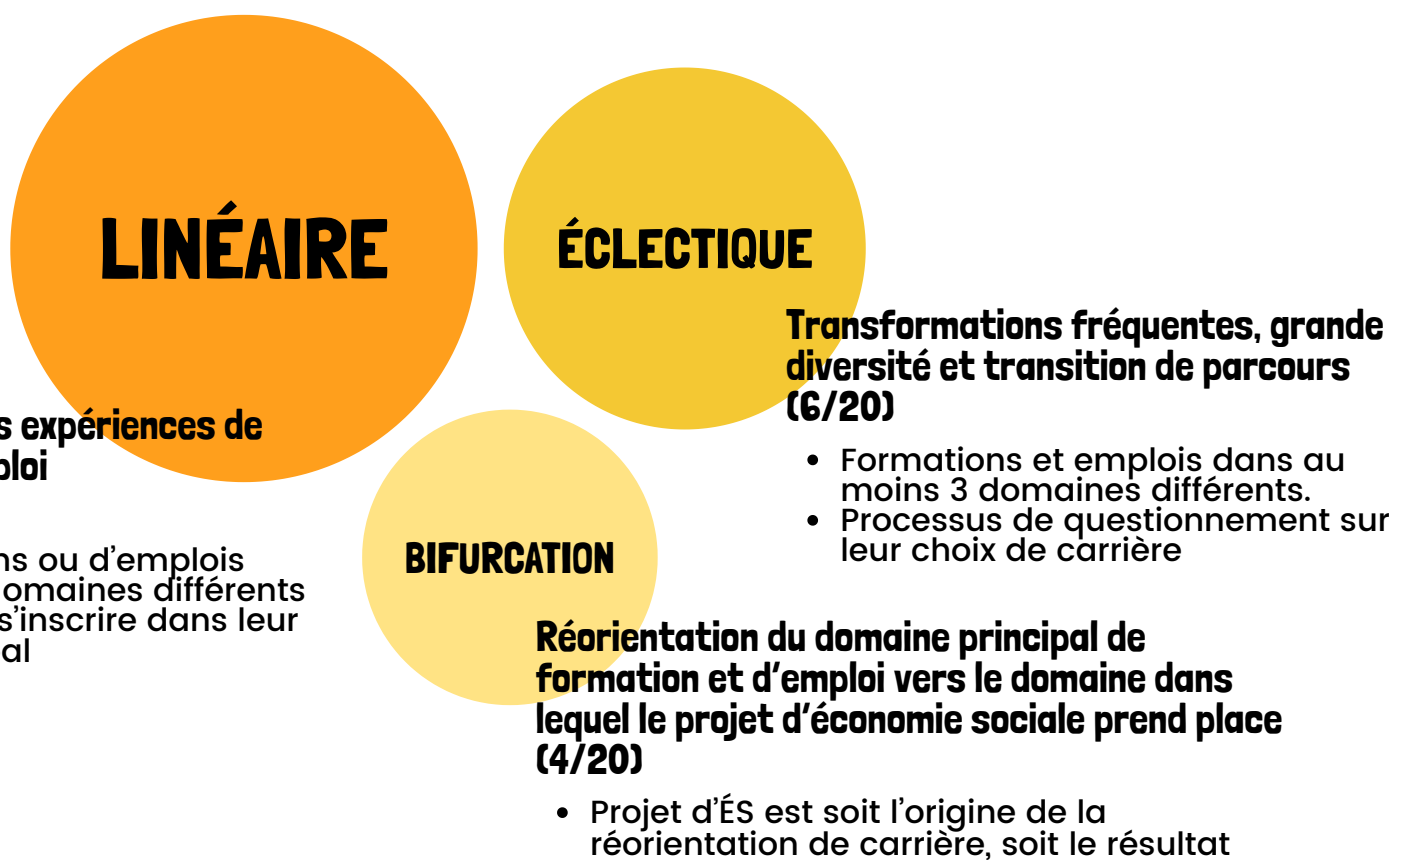 LINÉAIRE
ÉCLECTIQUE
Transformations fréquentes, grande
diversité et transition de parcours
(6/20)
• Formations et emplois dans au
moins 3 domaines différents.
• Processus de questionnement sur
leur choix de carrière
expériences de
ou d’emplois
différents
s’inscrire dans leur
BIFURCATION
Réorientation du domaine principal de
formation et d’emploi vers le domaine dans
lequel le projet d’économie sociale prend place
(4/20)
• Projet d’ÉS est soit l’origine de la
réorientation de carrière, soit le résultat